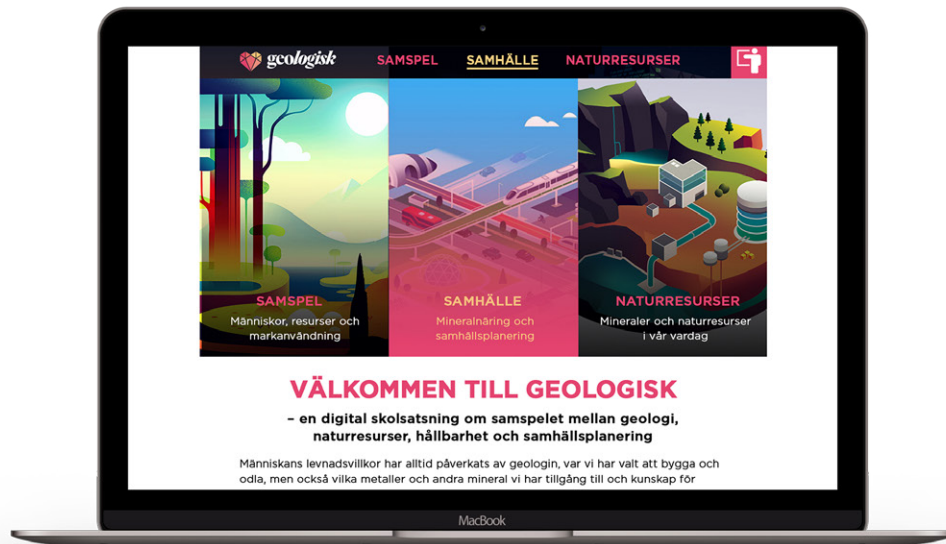 geologisk
SAMSPEL
SAMHÄLLE
NATURRESURSER
SAMSPEL
Människor, resurser och
markanvändning
SAMHÄLLE
Mineralnäring och
samhällsplanering
NATURRESURSER
Mineraler och naturresurser
i vår vardag
VÄLKOMMEN TILL GEOLOGISK
– en digital skolsatsning om samspelet mellan geologi,
naturresurser, hållbarhet och samhällsplanering
Människans levnadsvillkor har alltid påverkats av geologin, var vi har valt att bygga och
odla, men också vilka metaller och andra mineral vi har tillgång till och kunskap för
MacBook